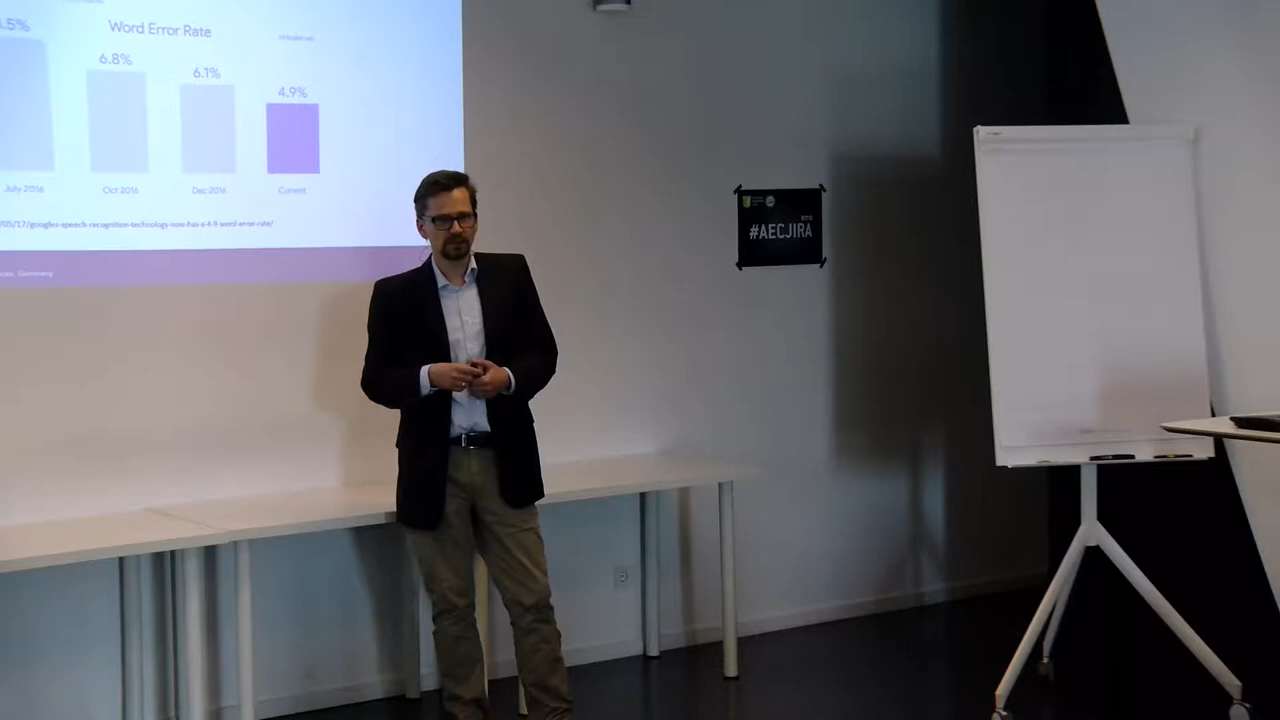 .5%
Word Error Rate
6.8%
6.1%
4.9%
July 2016
Oct 2016
Dec 2016
Current
/05/17/googles-speech-recognition-technology-now-has-a-4-9-word-error-rate/
Germany
#AECJIRA